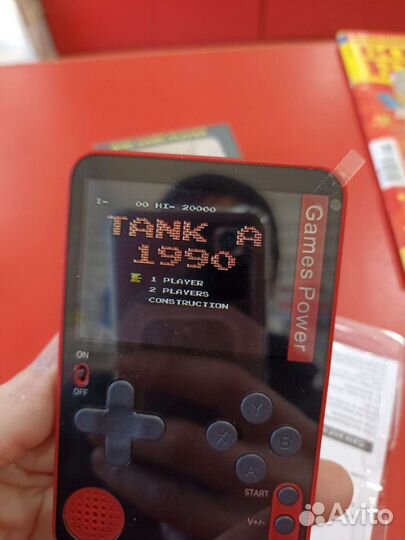 I- 00 HI- 20000
TANK A
1990
1 PLAYER
2 PLAYERS
CONSTRUCTION
Games Power
ON
OFF
Y
X
B
A
START
V+/-
Avito